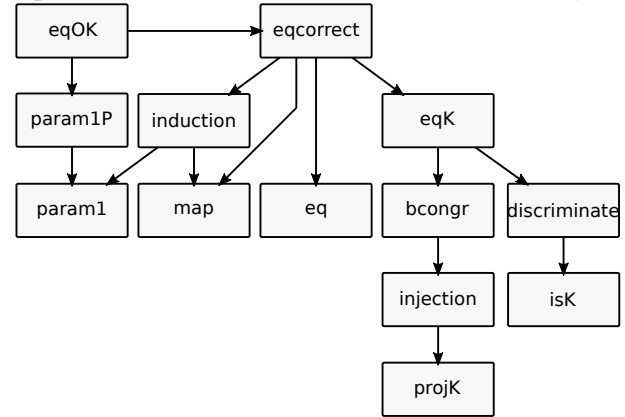 eqOK
eqcorrect
param1P
induction
eqK
param1
map
eq
bcongr
discriminate
injection
isK
projK